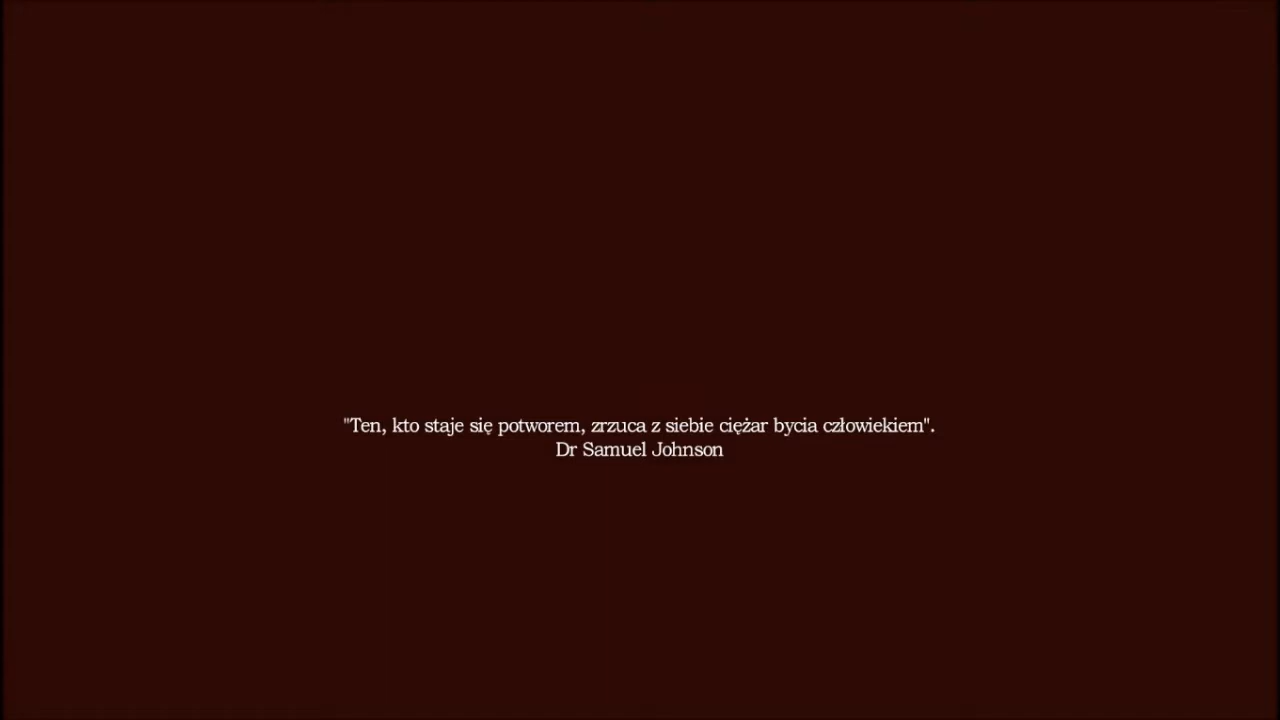 "Ten, kto staje się potworem, zrzuca z siebie ciężar bycia człowiekiem".
Dr Samuel Johnson